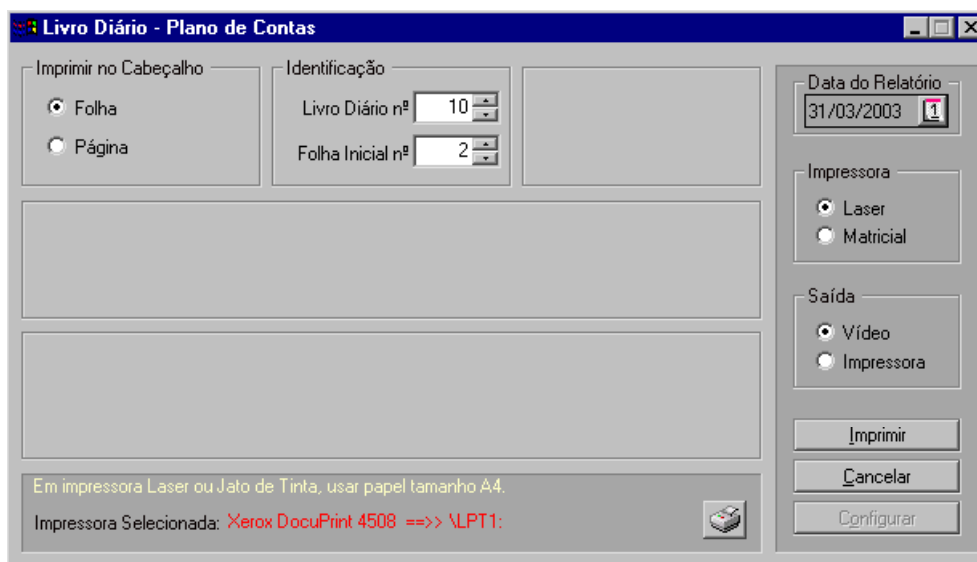 Livro Diário - Plano de Contas
Imprimir no Cabeçalho
Folha
Página
Identificação
Livro Diário nº 10
Folha Inicial nº 2
Data do Relatório
31/03/2003 1
Impressora
Laser
Matricial
Saída
Vídeo
Impressora
Imprimir
Cancelar
Configurar
Em impressora Laser ou Jato de Tinta, usar papel tamanho A4.
Impressora Selecionada: Xerox DocuPrint 4508 ==>> \LPT1: